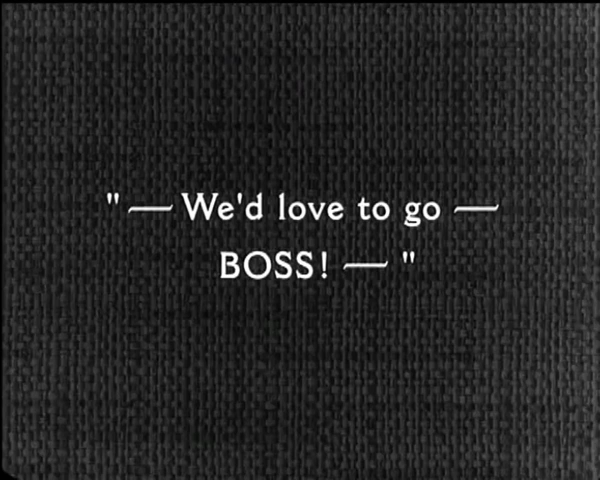 "— We'd love to go —
BOSS! — "